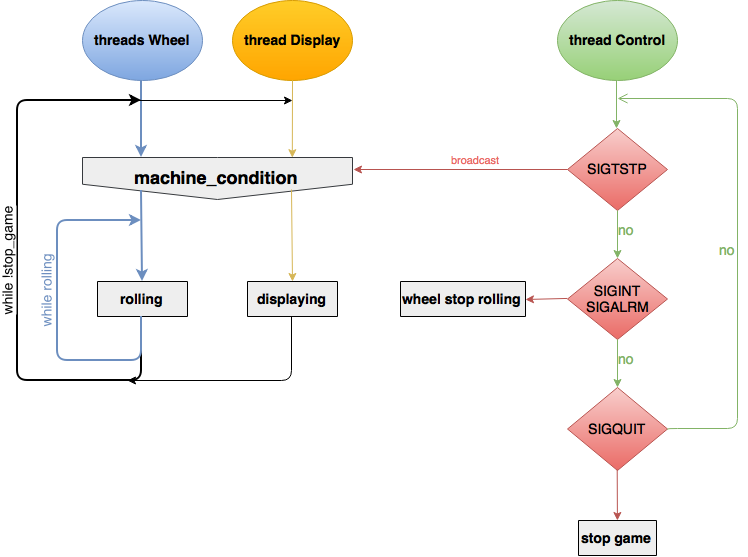 threads Wheel
thread Display
thread Control
machine_condition
broadcast
SIGTSTP
no
while !stop_game
while rolling
rolling
displaying
wheel stop rolling
SIGINT
SIGALRM
no
no
SIGQUIT
stop game